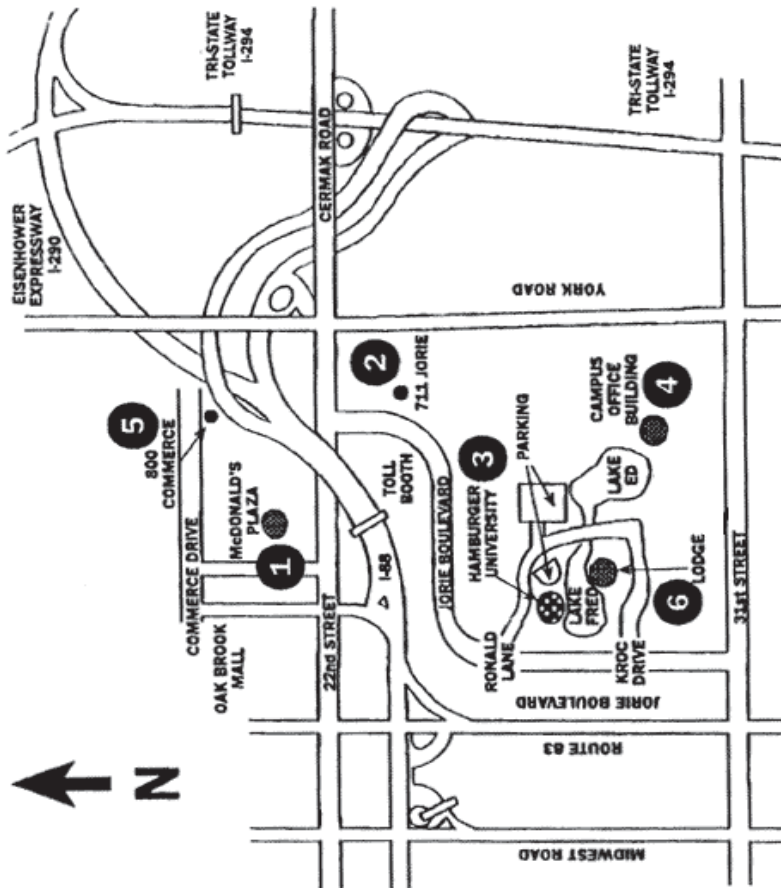 N
EISENHOWER
EXPRESSWAY
I-290
5
800
COMMERCE
COMMERCE DRIVE
TRI-STATE
TOLLWAY
I-294
OAK BROOK
MALL
McDONALD'S
PLAZA
1
22nd STREET
CERMAK ROAD
2
711 JORIE
I-88
TOLL
BOOTH
JORIE BOULEVARD
HAMBURGER
UNIVERSITY
3
PARKING
YORK ROAD
RONALD
LANE
LAKE
FRED
LAKE
ED
CAMPUS
OFFICE
BUILDING
4
KROC
DRIVE
6
LODGE
TRI-STATE
TOLLWAY
I-294
31st STREET
MIDWEST ROAD
ROUTE 83
JORIE BOULEVARD